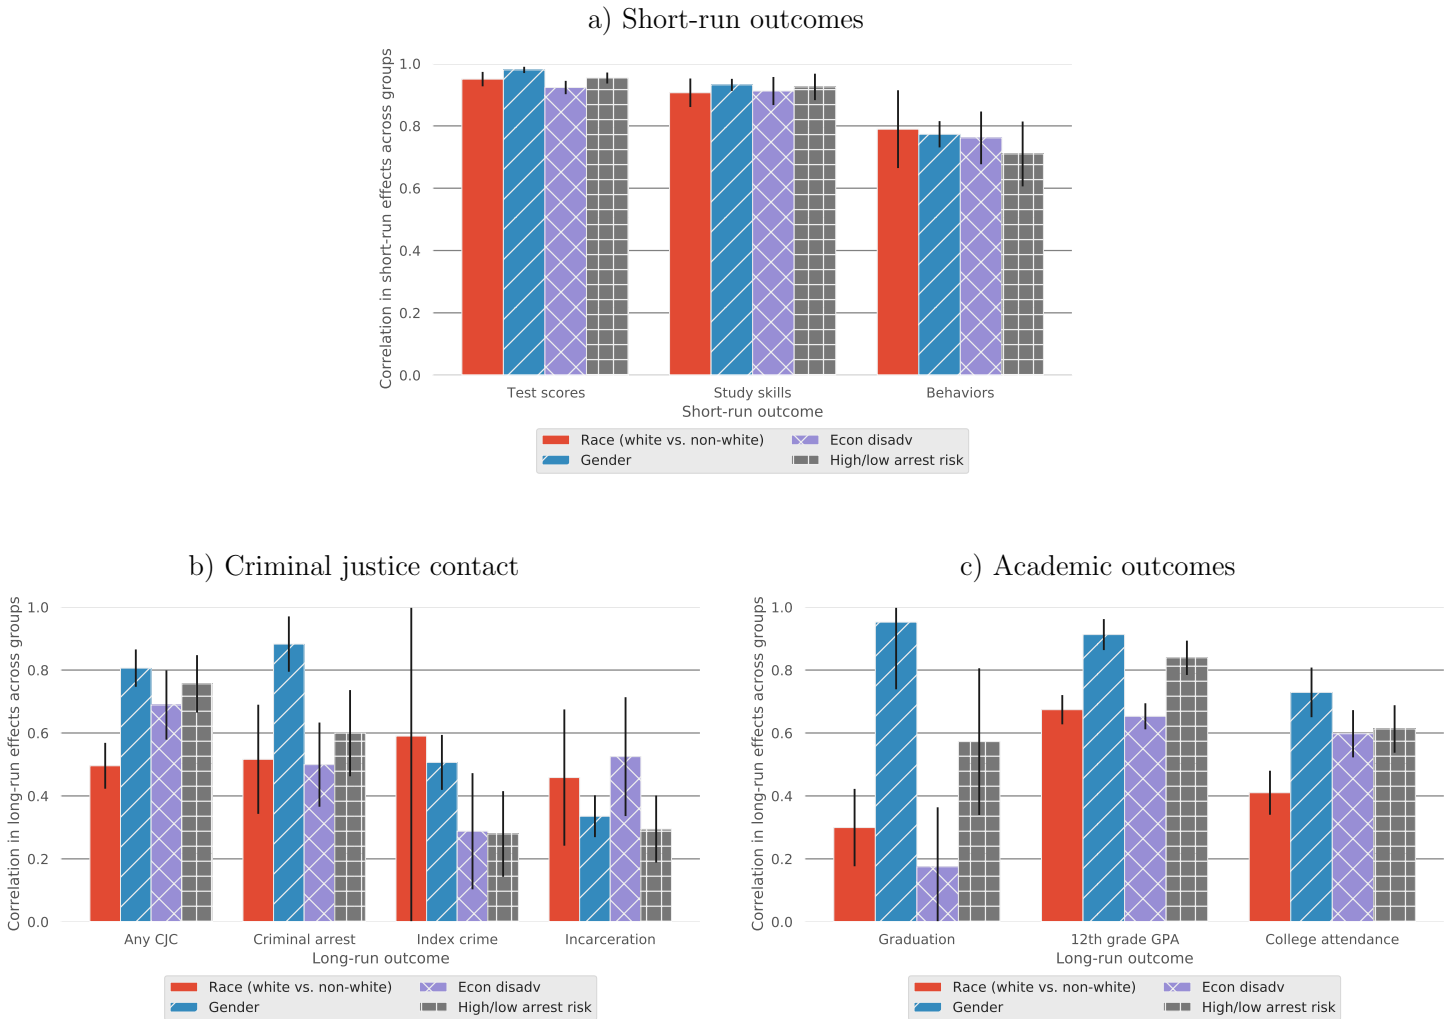 a) Short-run outcomes
Correlation in short-run effects across groups
1.0
0.8
0.6
0.4
0.2
0.0
Test scores
Study skills
Behaviors
Short-run outcome
Race (white vs. non-white)
Gender
Econ disadv
High/low arrest risk
b) Criminal justice contact
Correlation in long-run effects across groups
1.0
0.8
0.6
0.4
0.2
0.0
Any CJC
Criminal arrest
Index crime
Incarceration
Long-run outcome
Race (white vs. non-white)
Gender
Econ disadv
High/low arrest risk
c) Academic outcomes
Correlation in long-run effects across groups
1.0
0.8
0.6
0.4
0.2
0.0
Graduation
12th grade GPA
College attendance
Long-run outcome
Race (white vs. non-white)
Gender
Econ disadv
High/low arrest risk